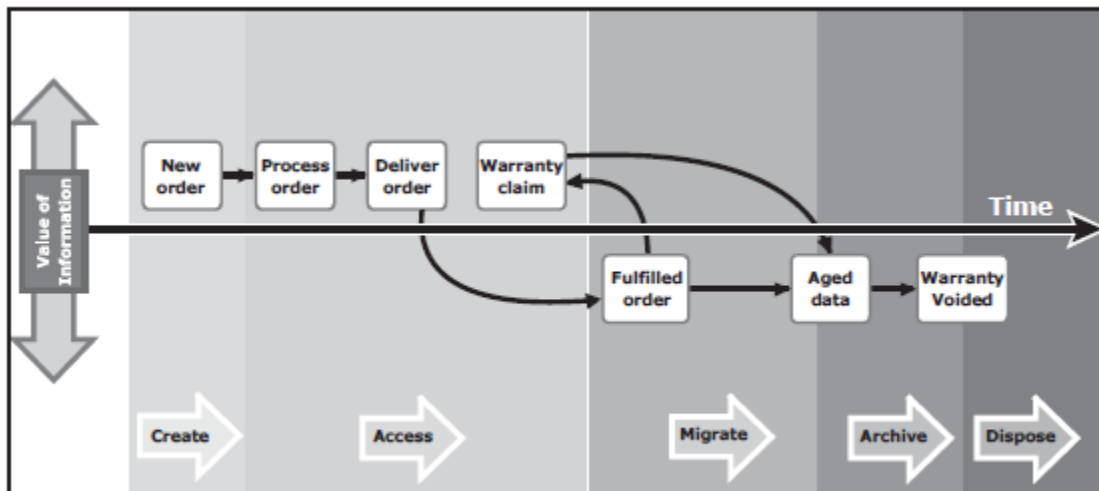 New
order
Process
order
Deliver
order
Warranty
claim
Time
Value of
Information
Fulfilled
order
Aged
data
Warranty
Voided
Create
Access
Migrate
Archive
Dispose